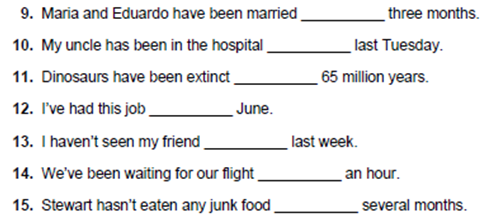 9. Maria and Eduardo have been married __________ three months.
10. My uncle has been in the hospital __________ last Tuesday.
11. Dinosaurs have been extinct __________ 65 million years.
12. I've had this job __________ June.
13. I haven't seen my friend __________ last week.
14. We've been waiting for our flight __________ an hour.
15. Stewart hasn't eaten any junk food __________ several months.